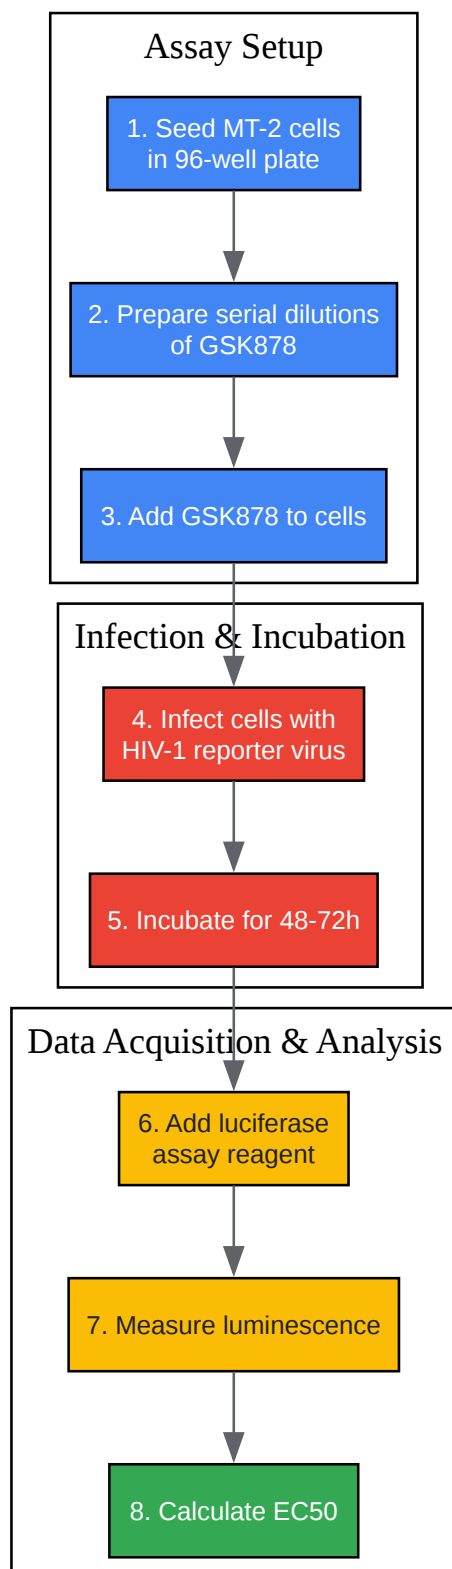 Assay Setup
1. Seed MT-2 cells
in 96-well plate
2. Prepare serial dilutions
of GSK878
3. Add GSK878 to cells
Infection & Incubation
4. Infect cells with
HIV-1 reporter virus
5. Incubate for 48-72h
Data Acquisition & Analysis
6. Add luciferase
assay reagent
7. Measure luminescence
8. Calculate EC50